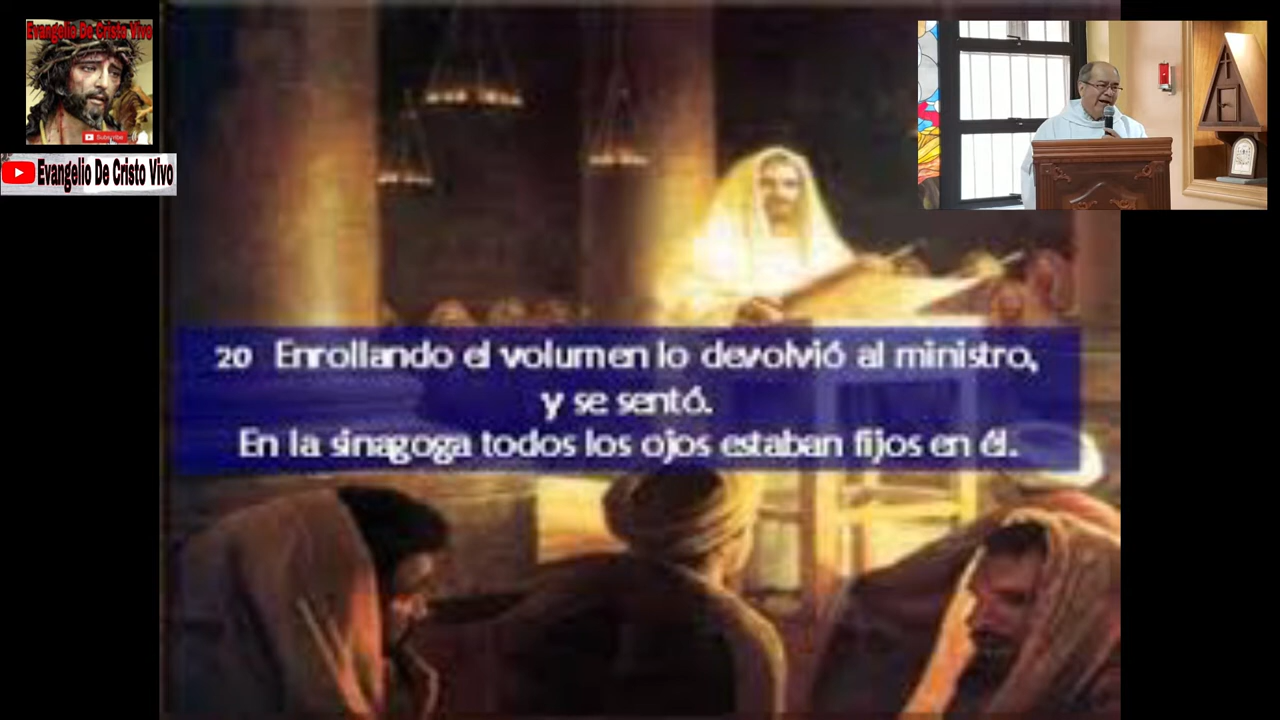 Evangelio De Cristo Vivo
Subscribe
Evangelio De Cristo Vivo
20 Enrollando el volumen lo devolvió al ministro,
y se sentó.
En la sinagoga todos los ojos estaban fijos en él.